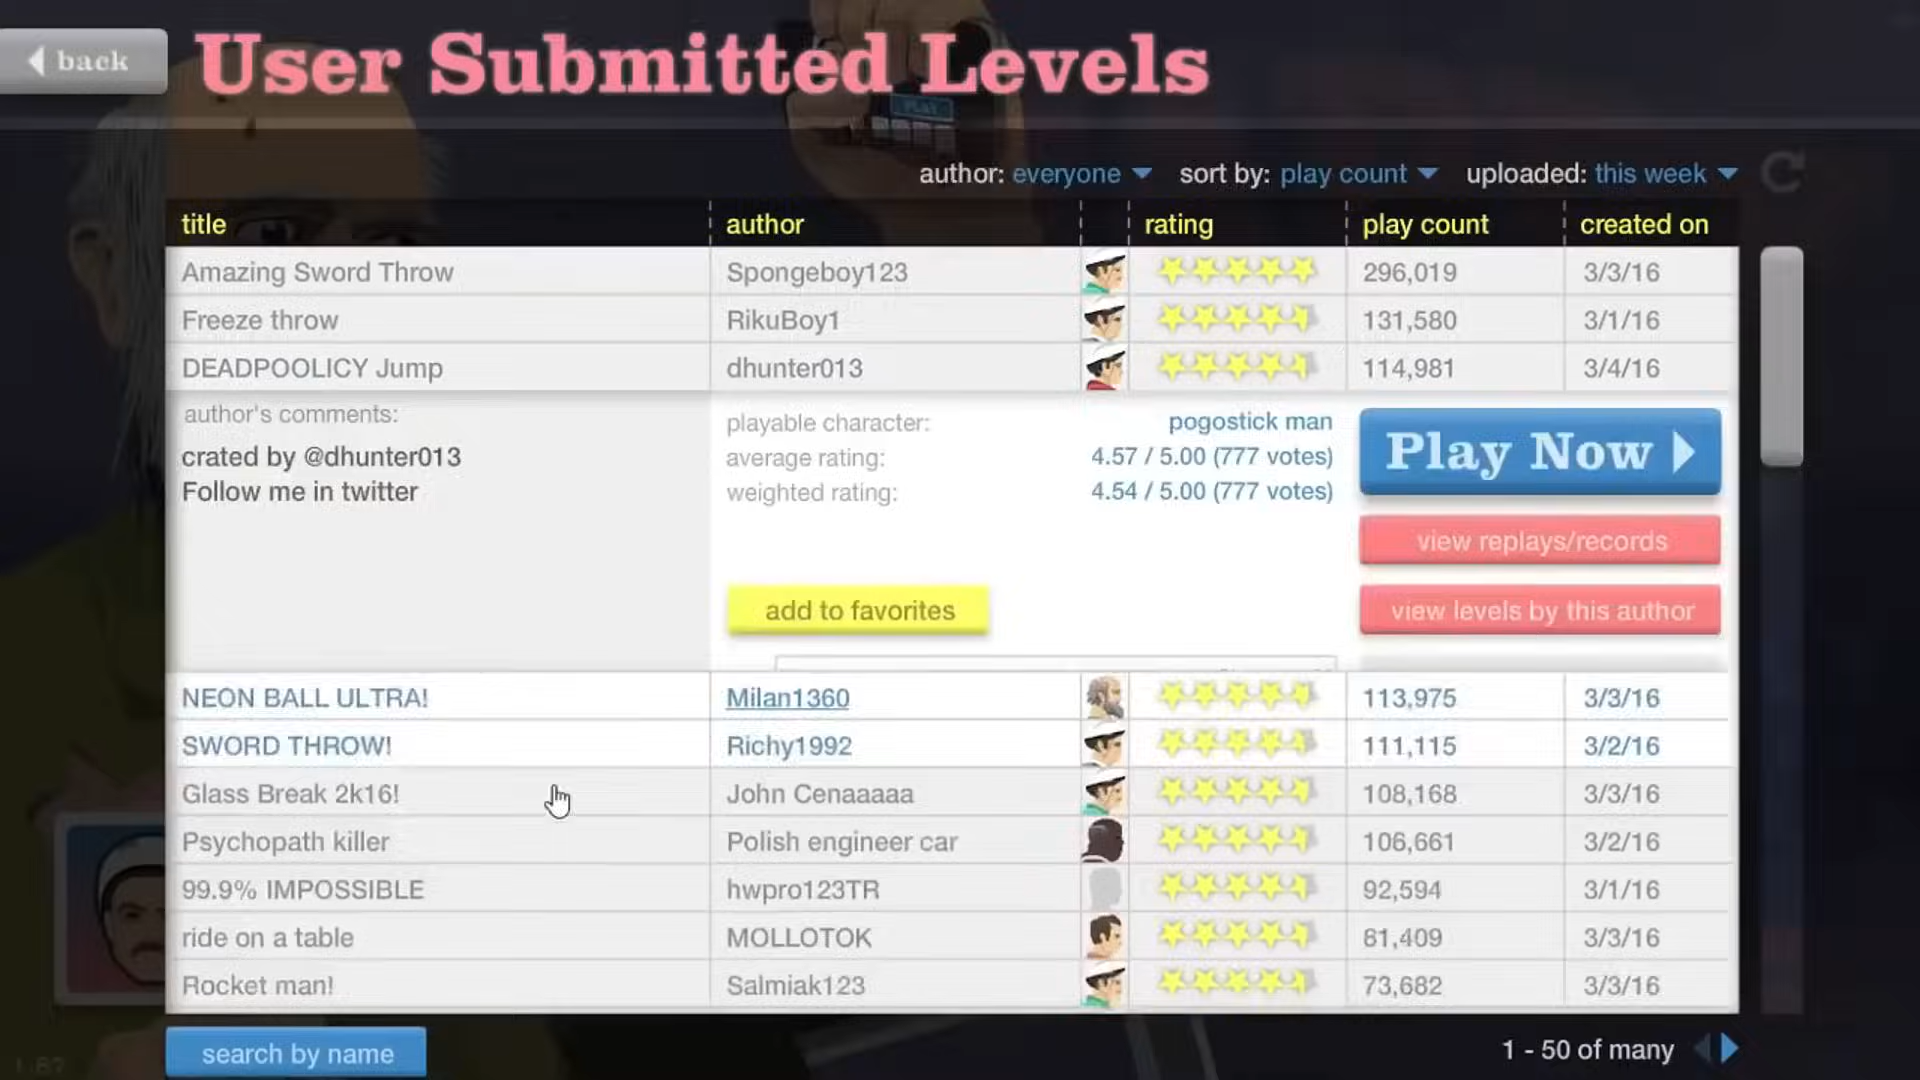 back
User Submitted Levels
PLAY
author: everyone sort by: play count uploaded: this week
title author rating play count created on
Amazing Sword Throw Spongeboy123 296,019 3/3/16
Freeze throw RikuBoy1 131,580 3/1/16
DEADPOOLICY Jump dhunter013 114,981 3/4/16
author's comments:
crated by @dhunter013
Follow me in twitter
playable character: pogostick man
average rating: 4.57 / 5.00 (777 votes)
weighted rating: 4.54 / 5.00 (777 votes)
add to favorites
Play Now
view replays/records
view levels by this author
NEON BALL ULTRA! Milan1360 113,975 3/3/16
SWORD THROW! Richy1992 111,115 3/2/16
Glass Break 2k16! John Cenaaaaa 108,168 3/3/16
Psychopath killer Polish engineer car 106,661 3/2/16
99.9% IMPOSSIBLE hwpro123TR 92,594 3/1/16
ride on a table MOLLOTOK 81,409 3/3/16
Rocket man! Salmiak123 73,682 3/3/16
search by name
1 - 50 of many